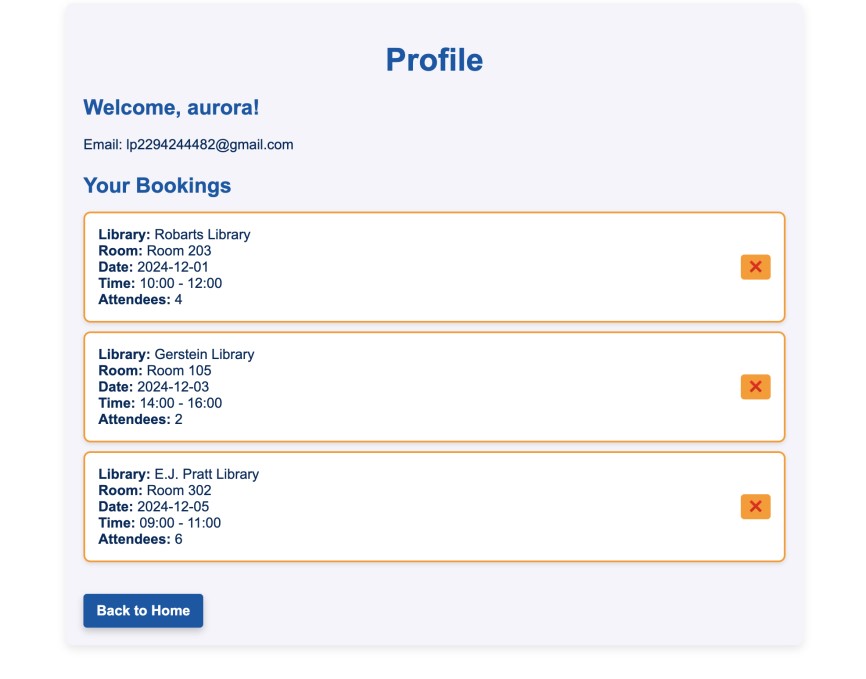 Profile
Welcome, aurora!
Email: lp2294244482@gmail.com
Your Bookings
Library: Robarts Library
Room: Room 203
Date: 2024-12-01
Time: 10:00 - 12:00
Attendees: 4
Library: Gerstein Library
Room: Room 105
Date: 2024-12-03
Time: 14:00 - 16:00
Attendees: 2
Library: E.J. Pratt Library
Room: Room 302
Date: 2024-12-05
Time: 09:00 - 11:00
Attendees: 6
Back to Home